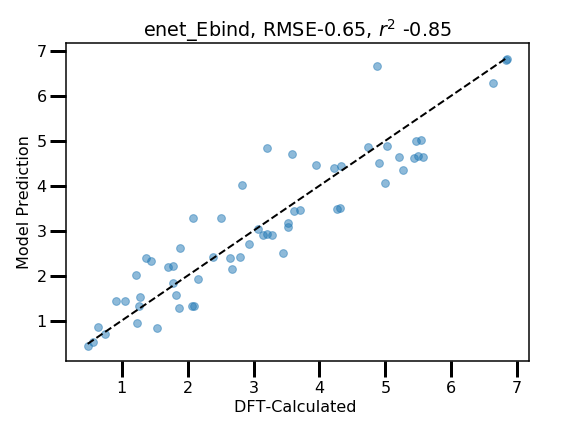 enet_Ebind, RMSE-0.65, r² -0.85
7
6
5
4
3
2
1
Model Prediction
1 2 3 4 5 6 7
DFT-Calculated